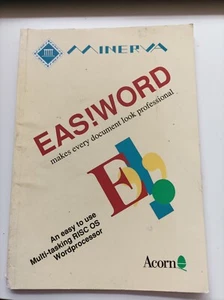 MINERVA
EAS!WORD
makes every document look professional
E!
An easy to use
Multi-tasking RISC OS
Wordprocessor
Acorn